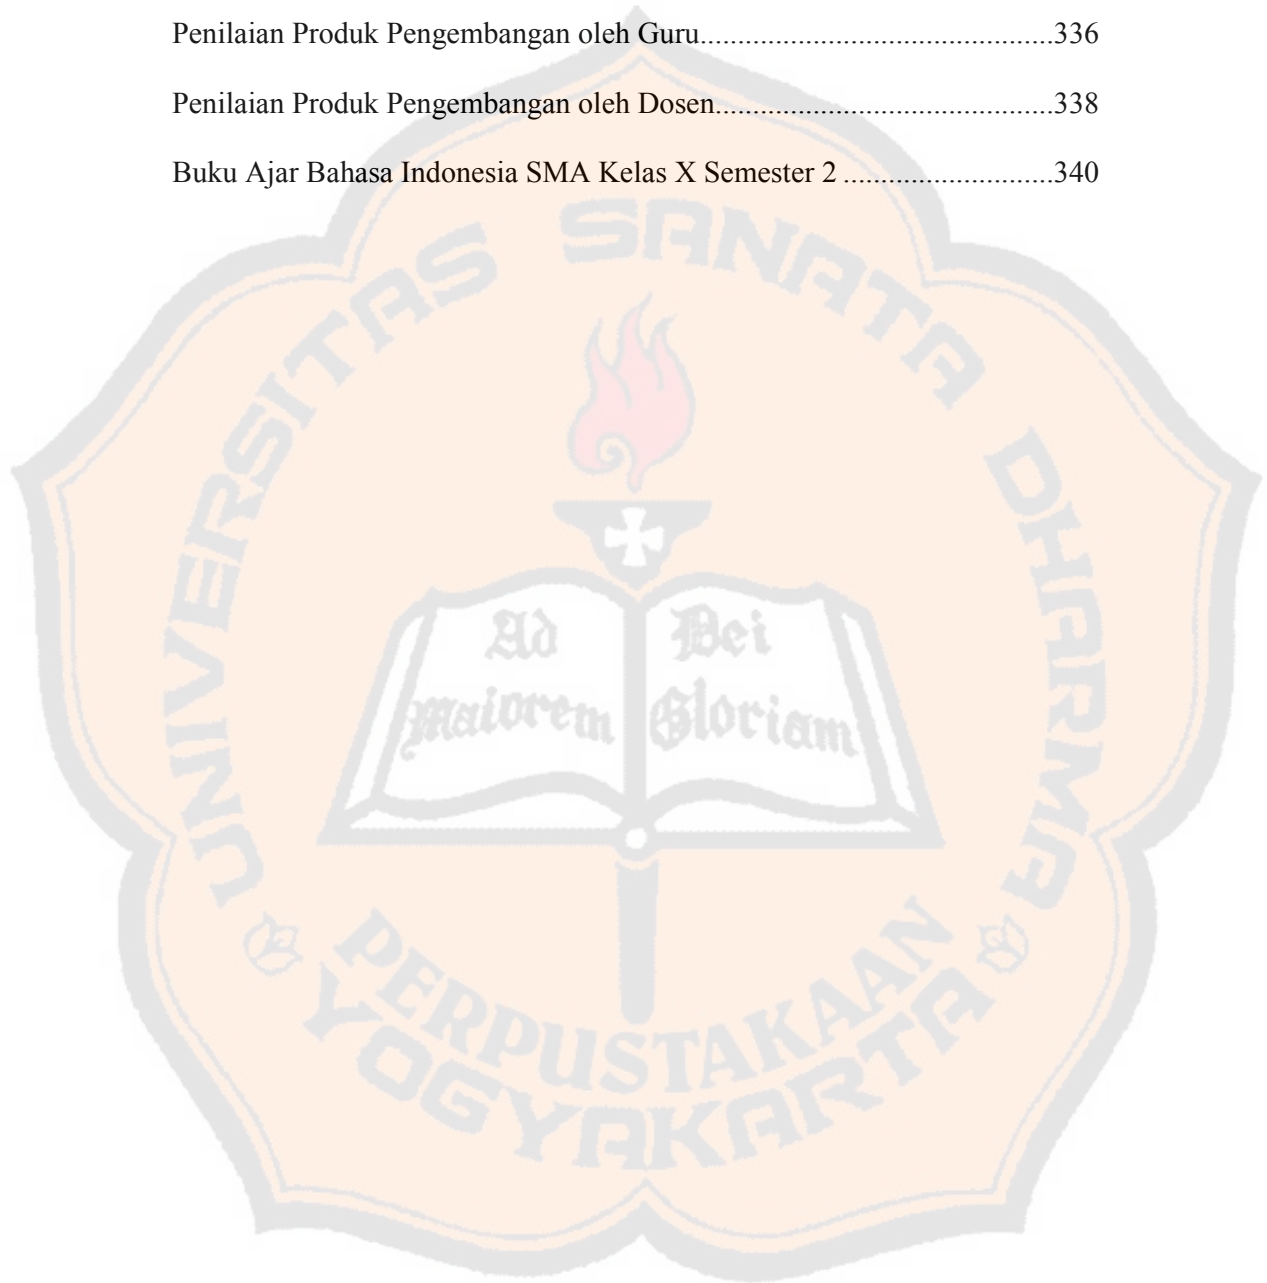 Penilaian Produk Pengembangan oleh Guru...............................................336
Penilaian Produk Pengembangan oleh Dosen.............................................338
Buku Ajar Bahasa Indonesia SMA Kelas X Semester 2 ............................340
UNIVERSITAS SANATA DHARMA
Ad Dei
maiorem Gloriam
PERPUSTAKAAN
YOGYAKARTA